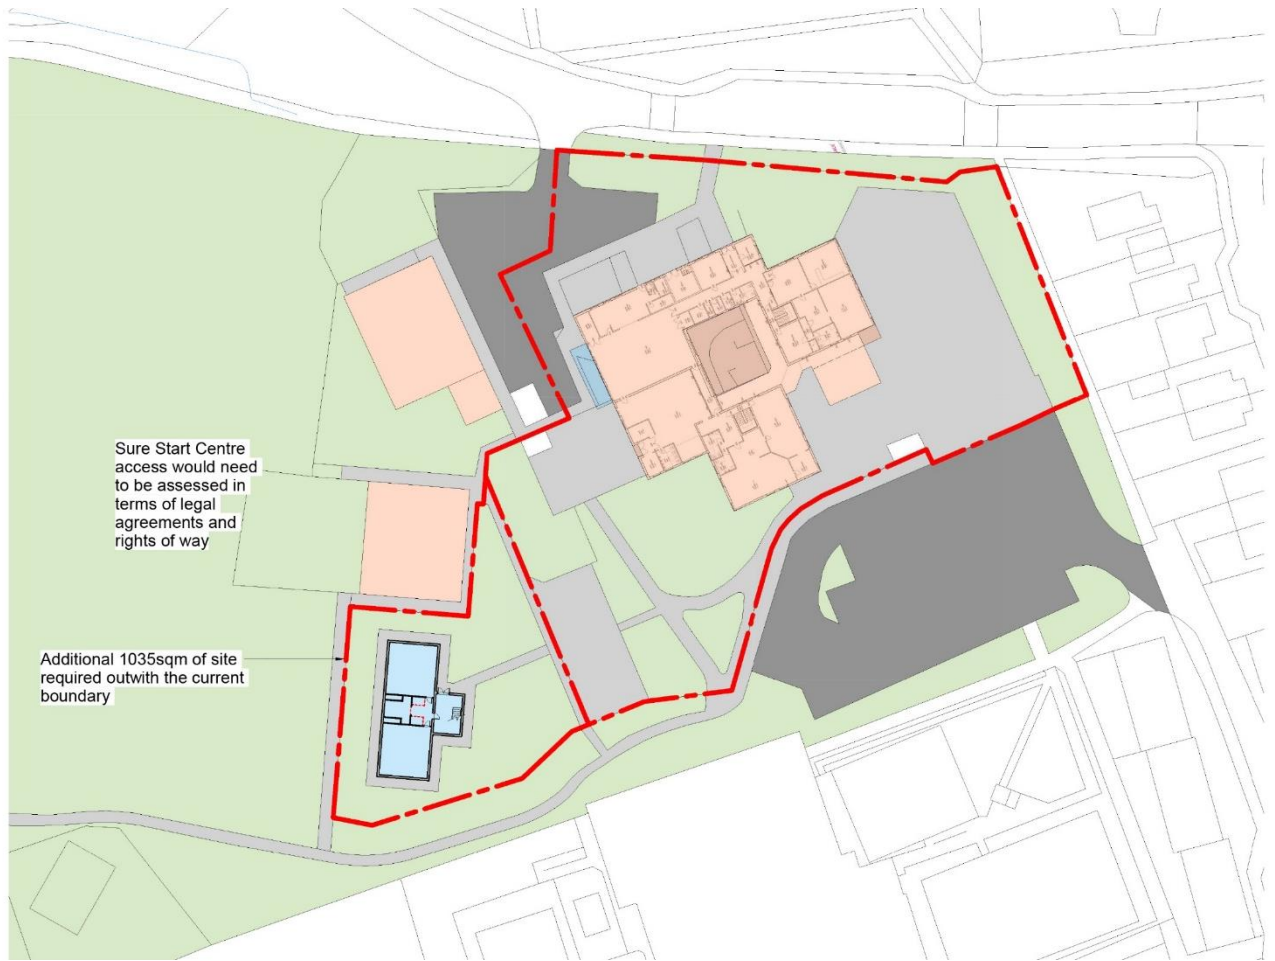 Sure Start Centre
access would need
to be assessed in
terms of legal
agreements and
rights of way
Additional 1035sqm of site
required outwith the current
boundary